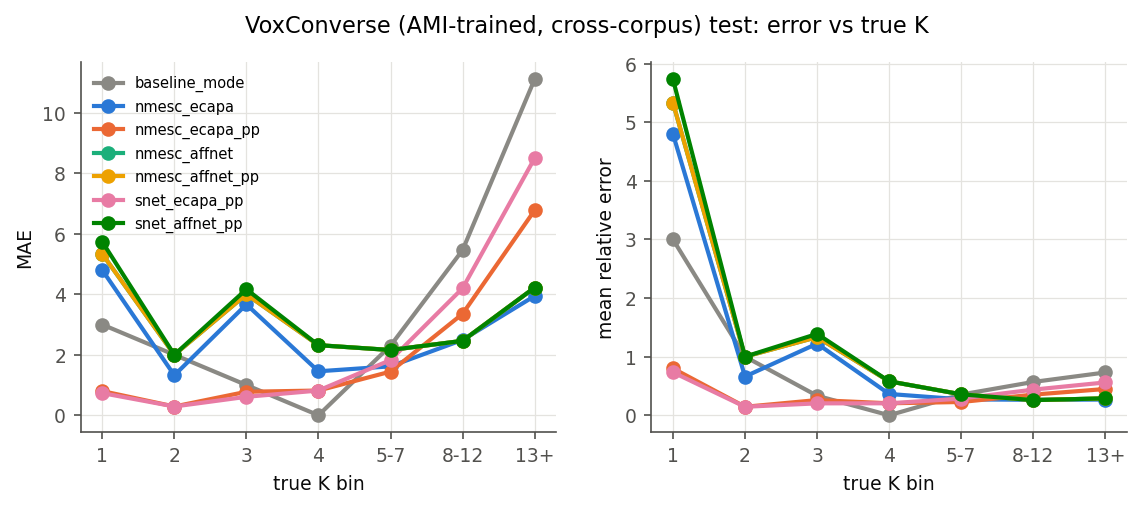 VoxConverse (AMI-trained, cross-corpus) test: error vs true K
baseline_mode
nmesc_ecapa
nmesc_ecapa_pp
nmesc_affnet
nmesc_affnet_pp
snet_ecapa_pp
snet_affnet_pp
MAE
10
8
6
4
2
0
1 2 3 4 5-7 8-12 13+
true K bin
mean relative error
6
5
4
3
2
1
0
1 2 3 4 5-7 8-12 13+
true K bin